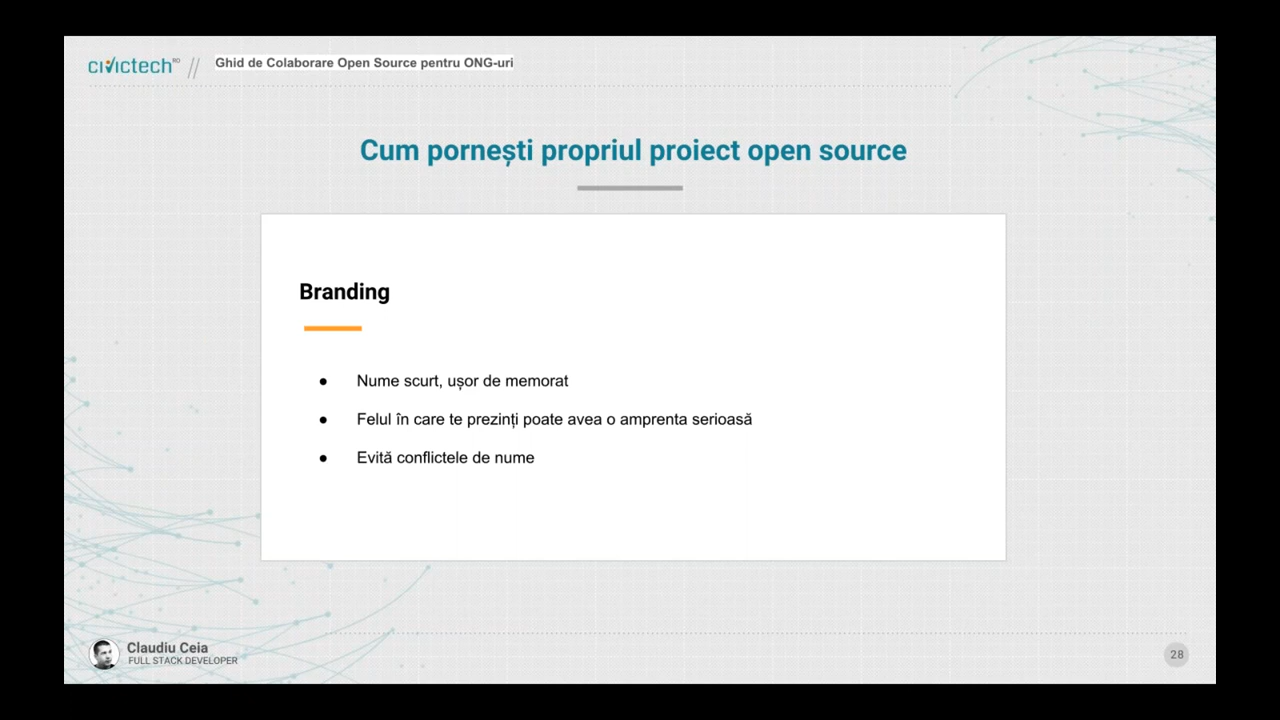 civictech RO // Ghid de Colaborare Open Source pentru ONG-uri
Cum pornești propriul proiect open source
Branding
● Nume scurt, ușor de memorat
● Felul în care te prezinți poate avea o amprenta serioasă
● Evită conflictele de nume
Claudiu Ceia
FULL STACK DEVELOPER
28